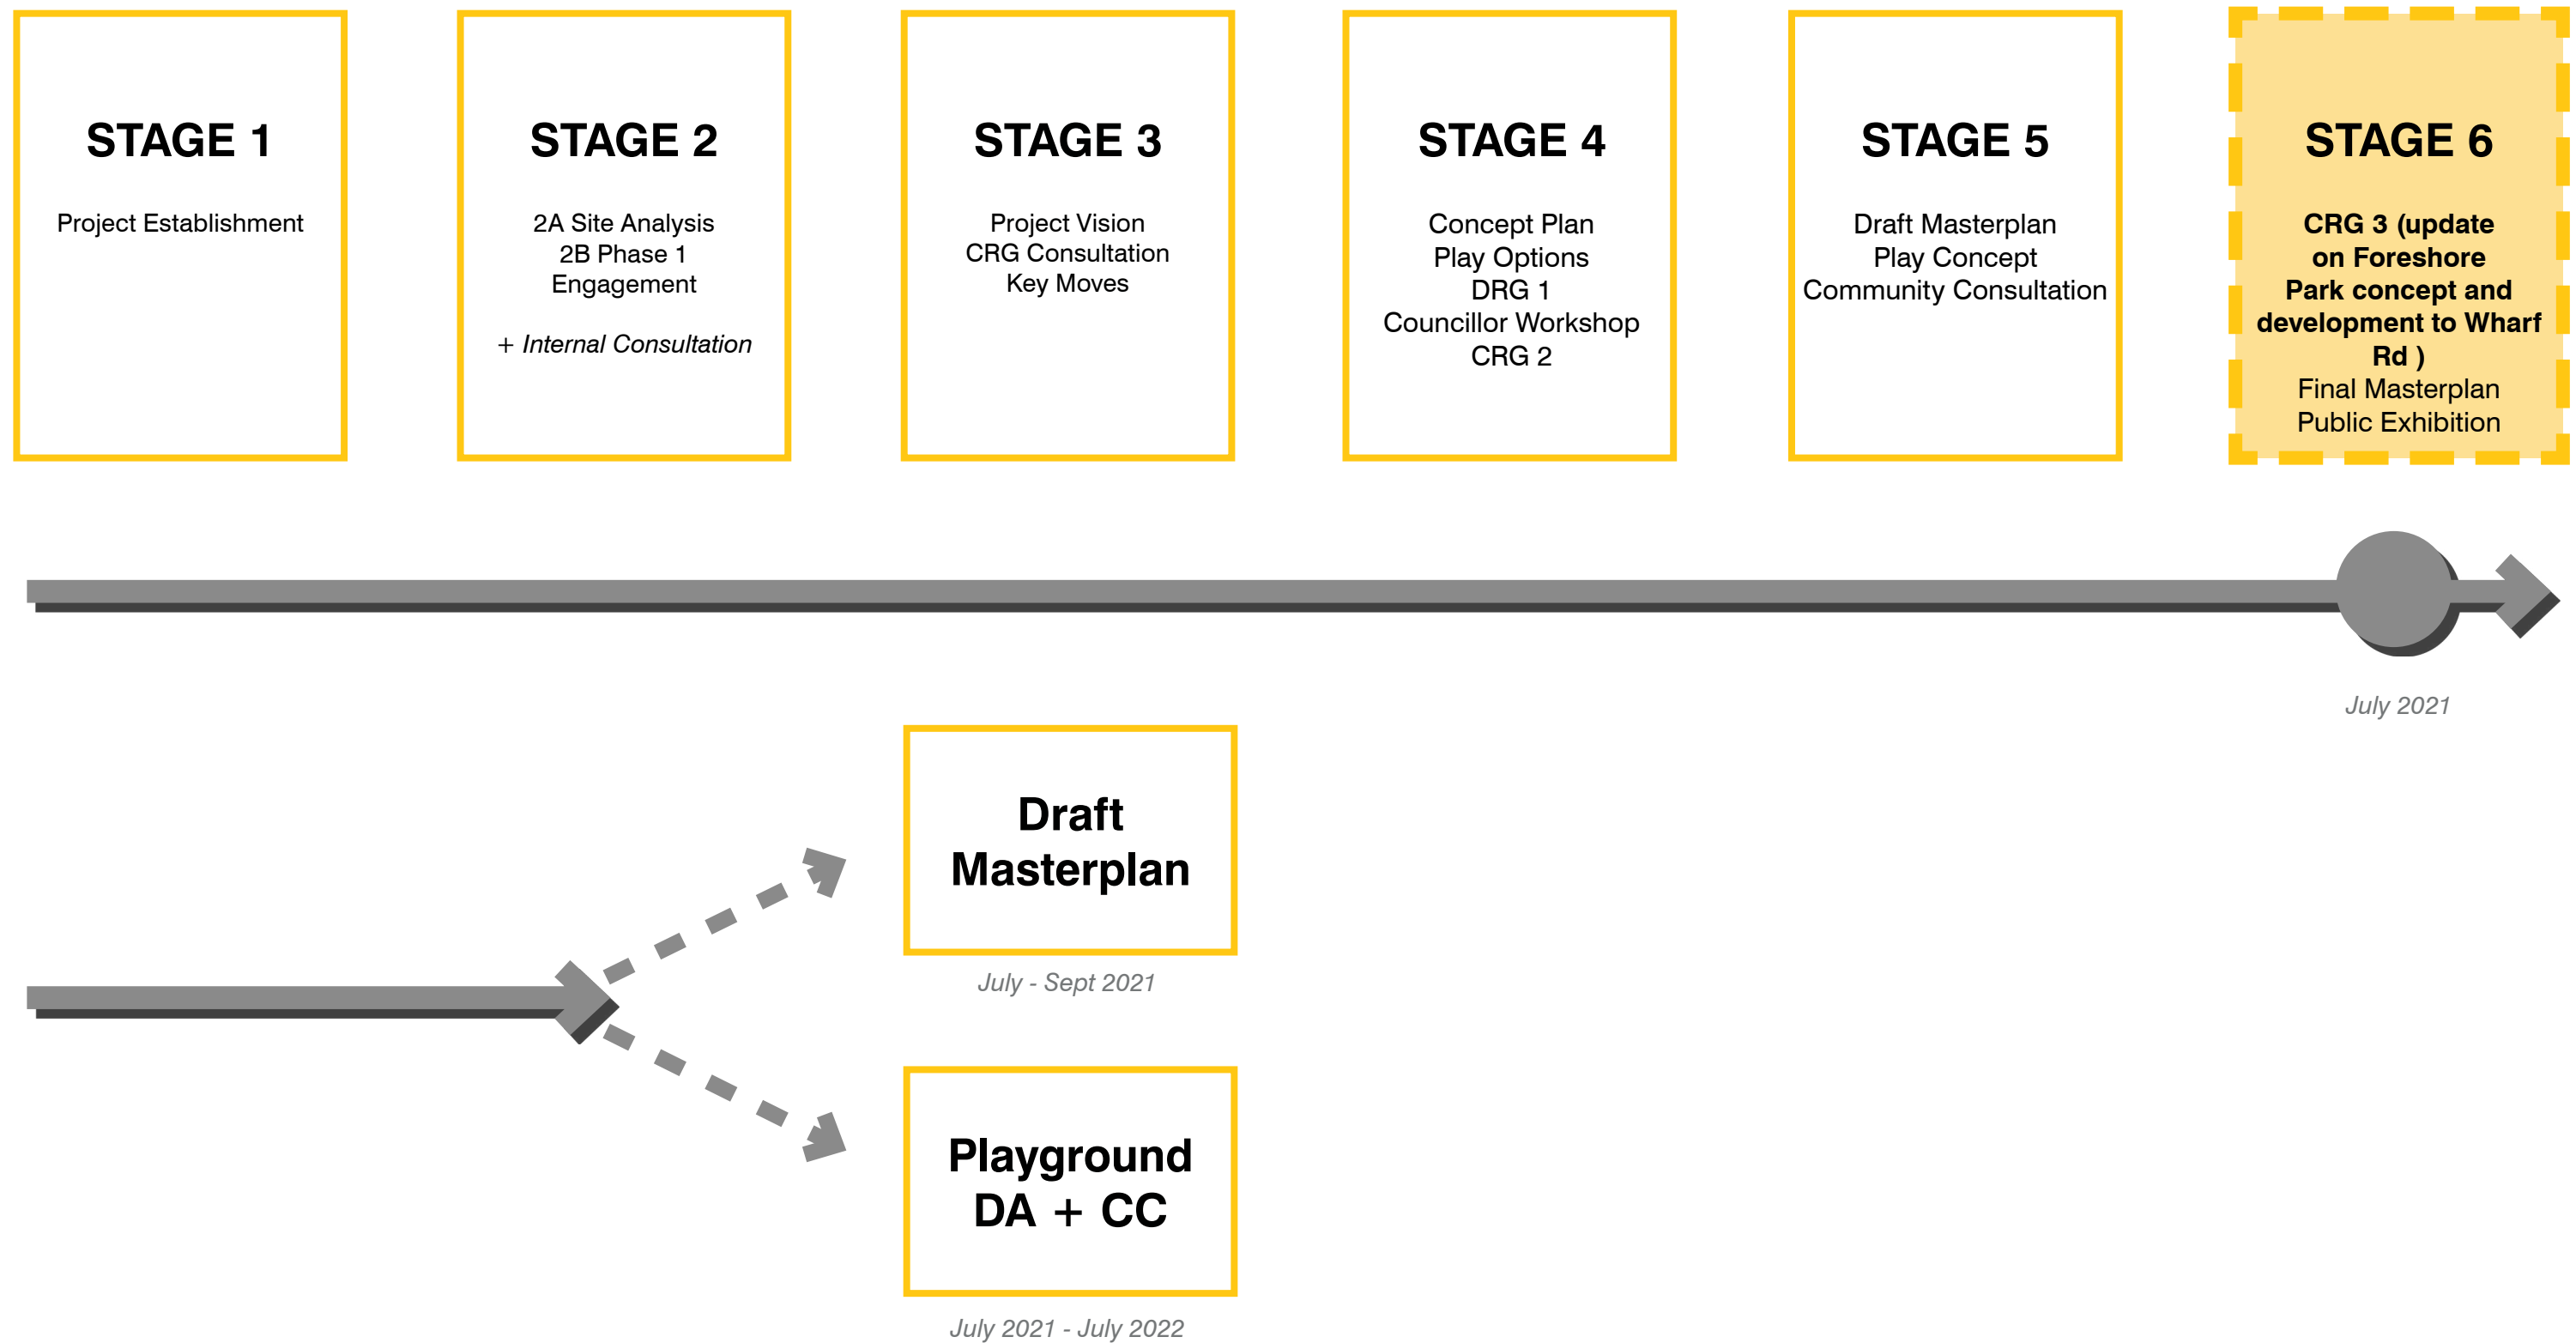 STAGE 1
Project Establishment
STAGE 2
2A Site Analysis
2B Phase 1
Engagement
+ Internal Consultation
STAGE 3
Project Vision
CRG Consultation
Key Moves
STAGE 4
Concept Plan
Play Options
DRG 1
Councillor Workshop
CRG 2
STAGE 5
Draft Masterplan
Play Concept
Community Consultation
STAGE 6
CRG 3 (update
on Foreshore
Park concept and
development to Wharf
Rd )
Final Masterplan
Public Exhibition
July 2021
Draft
Masterplan
July - Sept 2021
Playground
DA + CC
July 2021 - July 2022